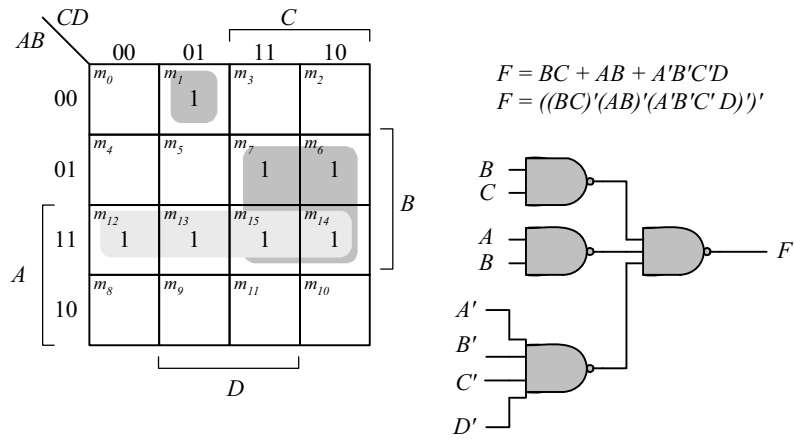 CD
C
AB
00 01 11 10
m0 m1 m3 m2
00 1
m4 m5 m7 m6
01 1 1
B
m12 m13 m15 m14
11 1 1 1 1
A
m8 m9 m11 m10
10
D
F = BC + AB + A'B'C'D
F = ((BC)'(AB)'(A'B'C' D)')'
B
C
A
B
F
A'
B'
C'
D'